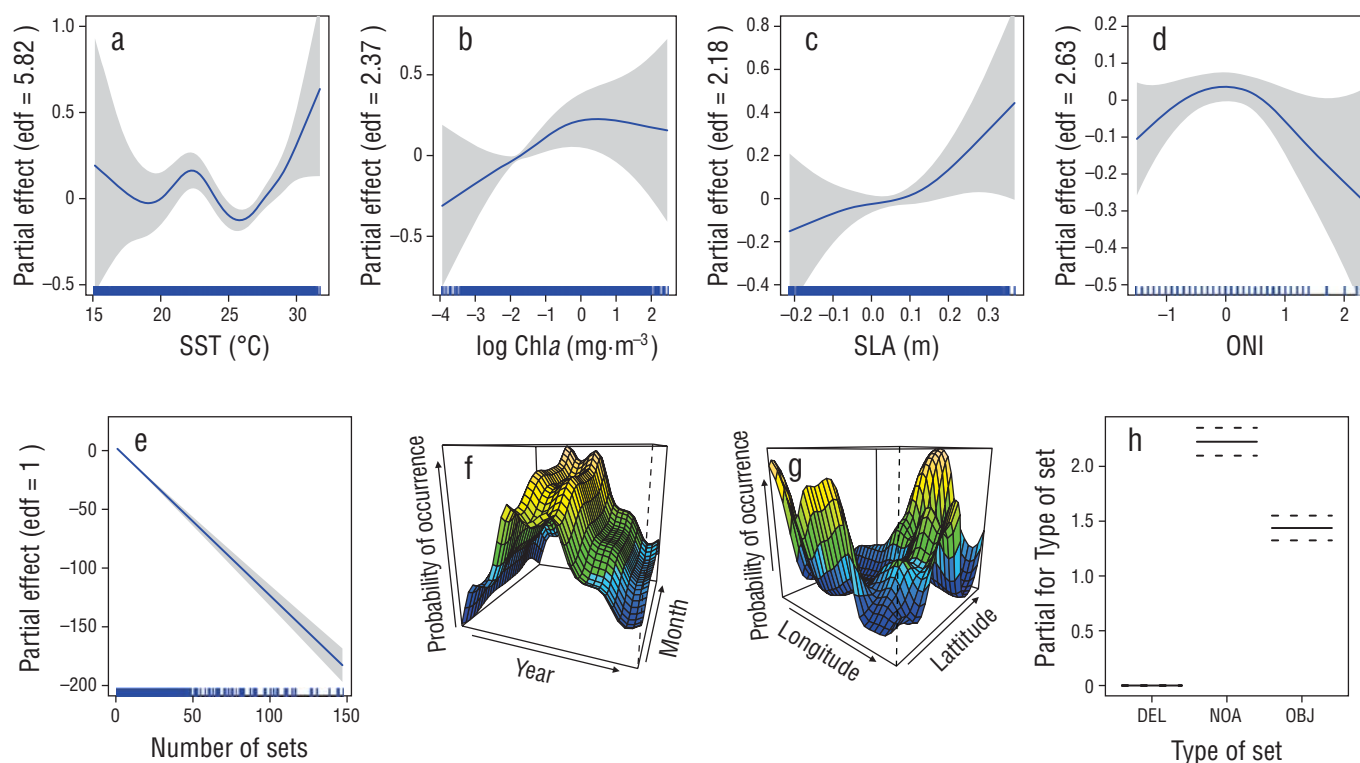 a
Partial effect (edf = 5.82)
1.0
0.5
0
–0.5
15
20
25
30
SST (°C)
b
Partial effect (edf = 2.37)
0.5
0
–0.5
–4
–3
–2
–1
0
1
2
log Chla (mg·m–3)
c
Partial effect (edf = 2.18)
0.8
0.6
0.4
0.2
0
–0.2
–0.4
–0.2
0.0
0.1
0.2
0.3
SLA (m)
d
Partial effect (edf = 2.63)
0.2
0.1
0
–0.1
–0.2
–0.3
–0.4
–0.5
–1
0
1
2
ONI
e
Partial effect (edf = 1 )
0
–50
–100
–150
–200
0
50
100
150
Number of sets
f
Probability of occurrence
Year
Month
g
Probability of occurrence
Longitude
Lattitude
h
Partial for Type of set
2.0
1.5
1.0
0.5
0
DEL
NOA
OBJ
Type of set